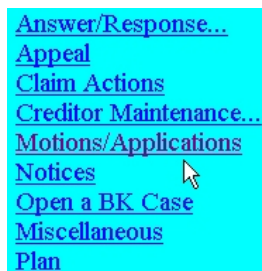 Answer/Response...
Appeal
Claim Actions
Creditor Maintenance...
Motions/Applications
Notices
Open a BK Case
Miscellaneous
Plan